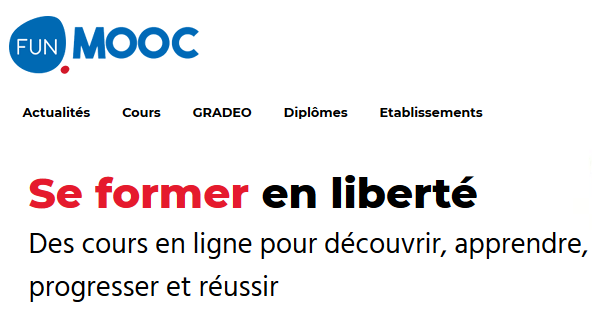 FUN MOOC
Actualités Cours GRADEO Diplômes Etablissements
Se former en liberté
Des cours en ligne pour découvrir, apprendre,
progresser et réussir